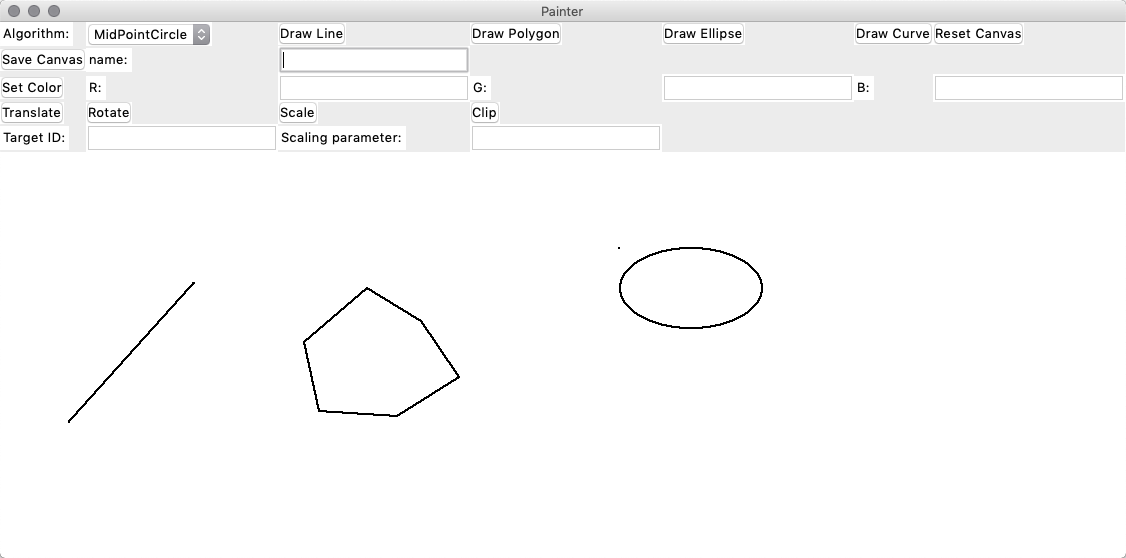 Painter
Algorithm: MidPointCircle Draw Line Draw Polygon Draw Ellipse Draw Curve Reset Canvas
Save Canvas name:
Set Color R: G: B:
Translate Rotate Scale Clip
Target ID: Scaling parameter: